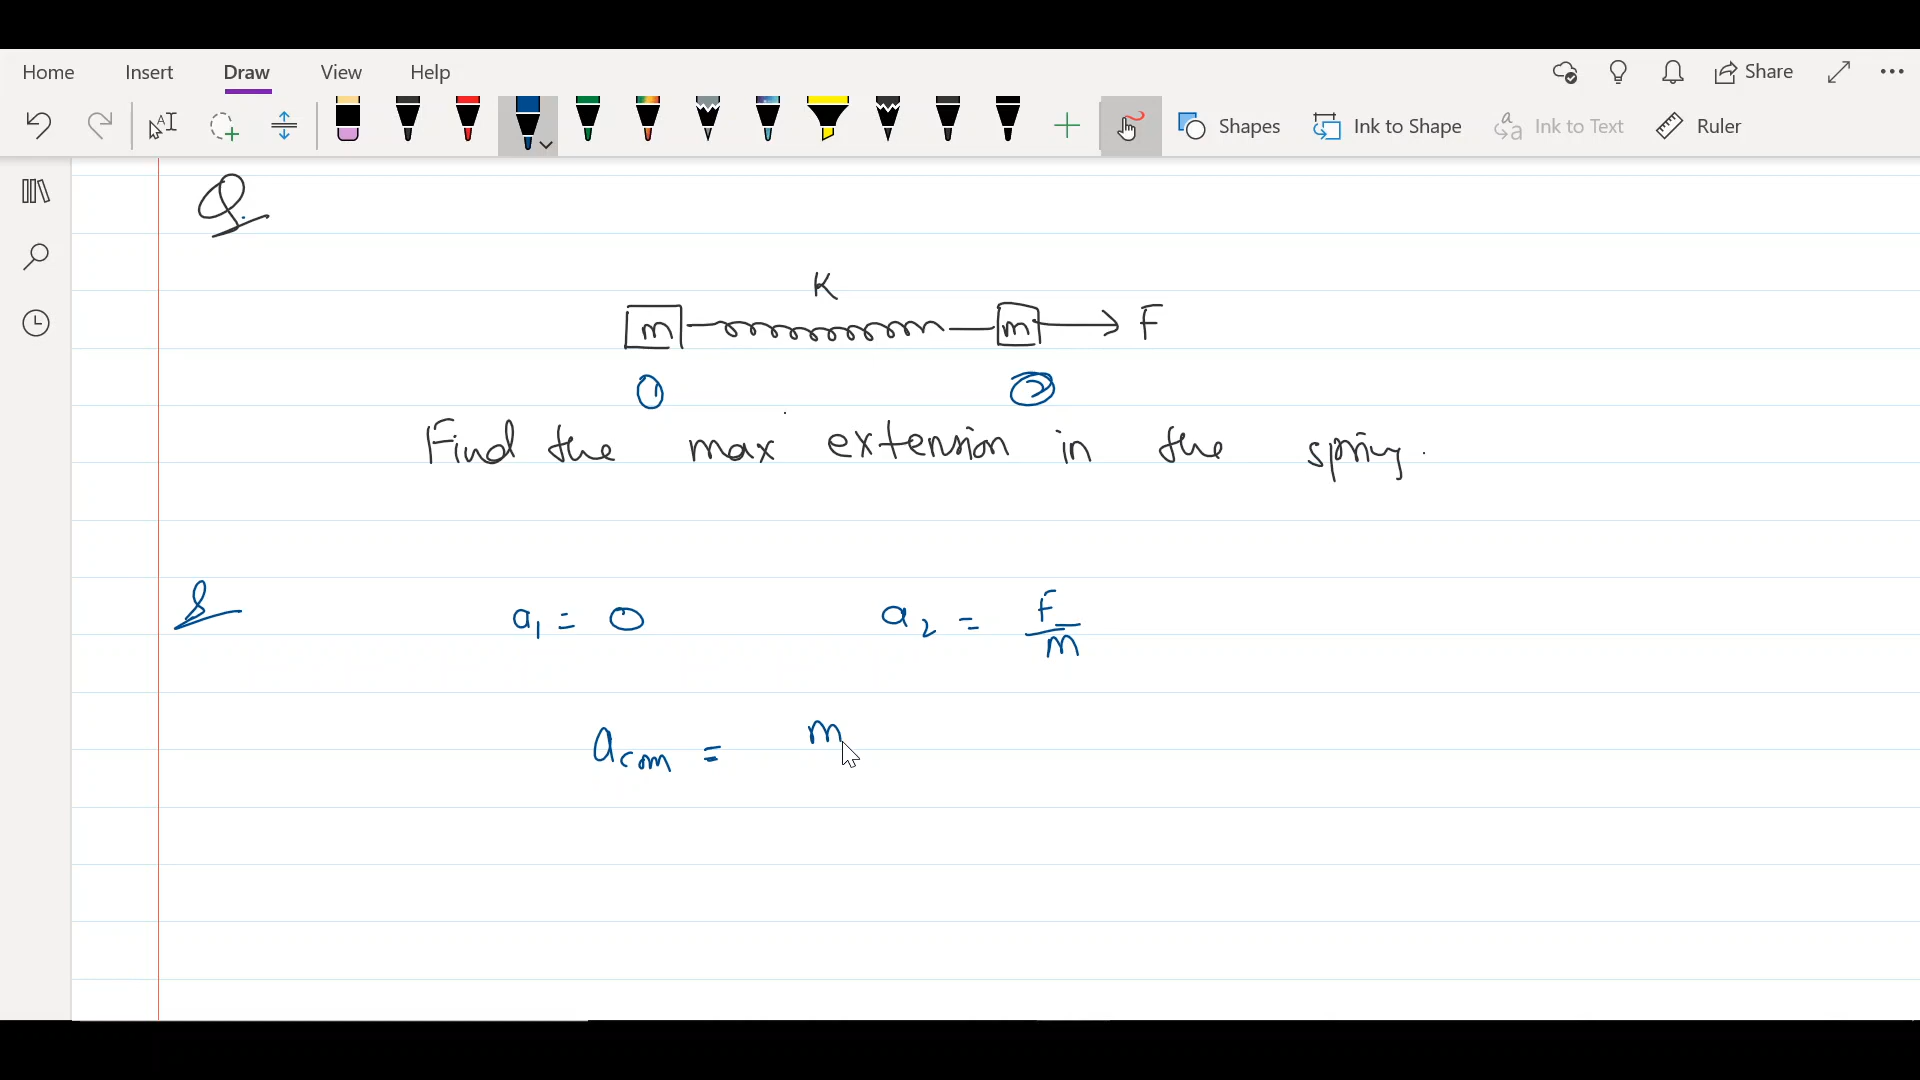 Home Insert Draw View Help Share
Shapes Ink to Shape Ink to Text Ruler
Q.
K
m m F
1 2
Find the max extension in the spring.
S a₁ = 0 a₂ = F/m
a_cm = m